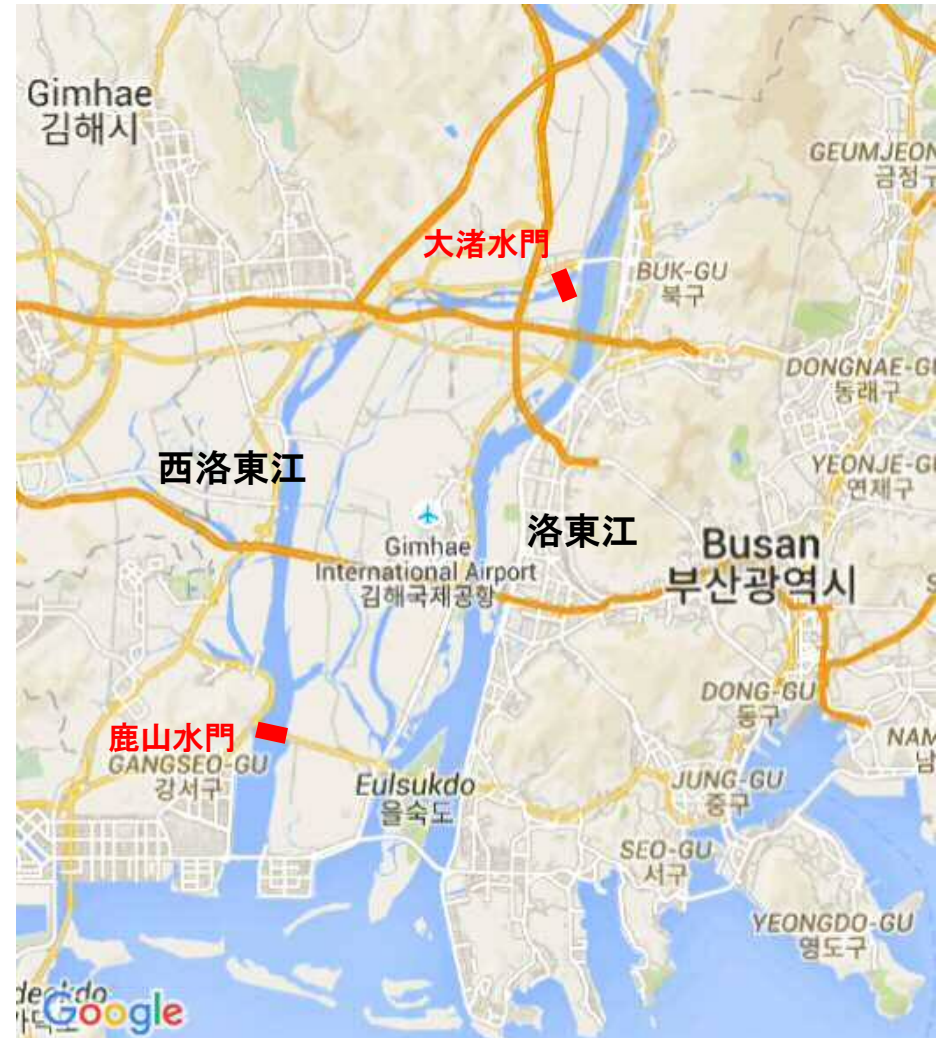 Gimhae
김해시
GEUMJEON
금정구
大渚水門
BUK-GU
북구
DONGNAE-GU
동래구
西洛東江
YEONJE-GU
연제구
洛東江
Gimhae
International Airport
김해국제공항
Busan
부산광역시
S
DONG-GU
동구
鹿山水門
GANGSEO-GU
강서구
NAM
남
Eulsukdo
을숙도
JUNG-GU
중구
SEO-GU
서구
YEONGDO-GU
영도구
Google